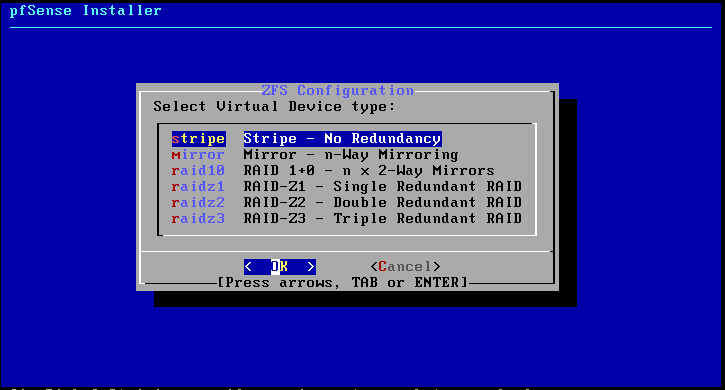 pfSense Installer
ZFS Configuration
Select Virtual Device type:
stripe Stripe - No Redundancy
mirror Mirror - n-Way Mirroring
raid10 RAID 1+0 - n x 2-Way Mirrors
raidz1 RAID-Z1 - Single Redundant RAID
raidz2 RAID-Z2 - Double Redundant RAID
raidz3 RAID-Z3 - Triple Redundant RAID
< OK > <Cancel>
[Press arrows, TAB or ENTER]